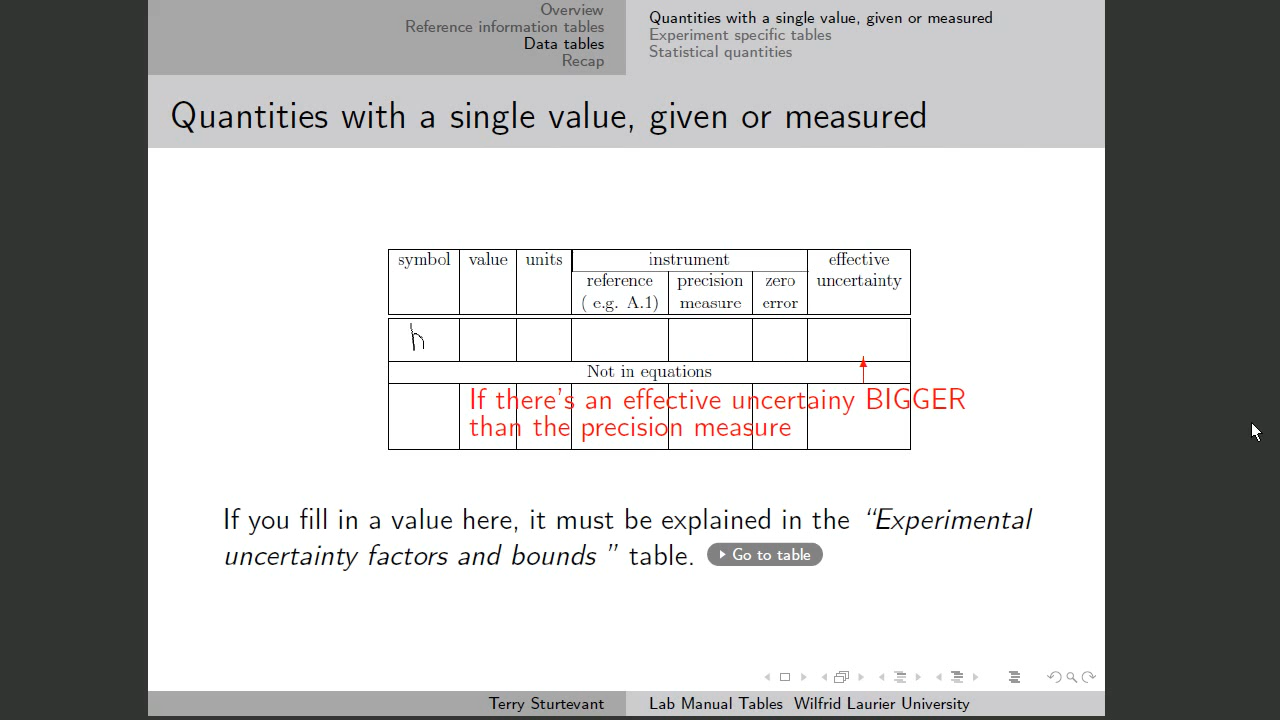 Overview
Reference information tables
Data tables
Recap
Quantities with a single value, given or measured
Experiment specific tables
Statistical quantities
Quantities with a single value, given or measured
symbol value units instrument effective
reference precision zero uncertainty
( e.g. A.1) measure error
h
Not in equations
If there's an effective uncertainy BIGGER
than the precision measure
If you fill in a value here, it must be explained in the “Experimental
uncertainty factors and bounds ” table. Go to table
Terry Sturtevant Lab Manual Tables Wilfrid Laurier University